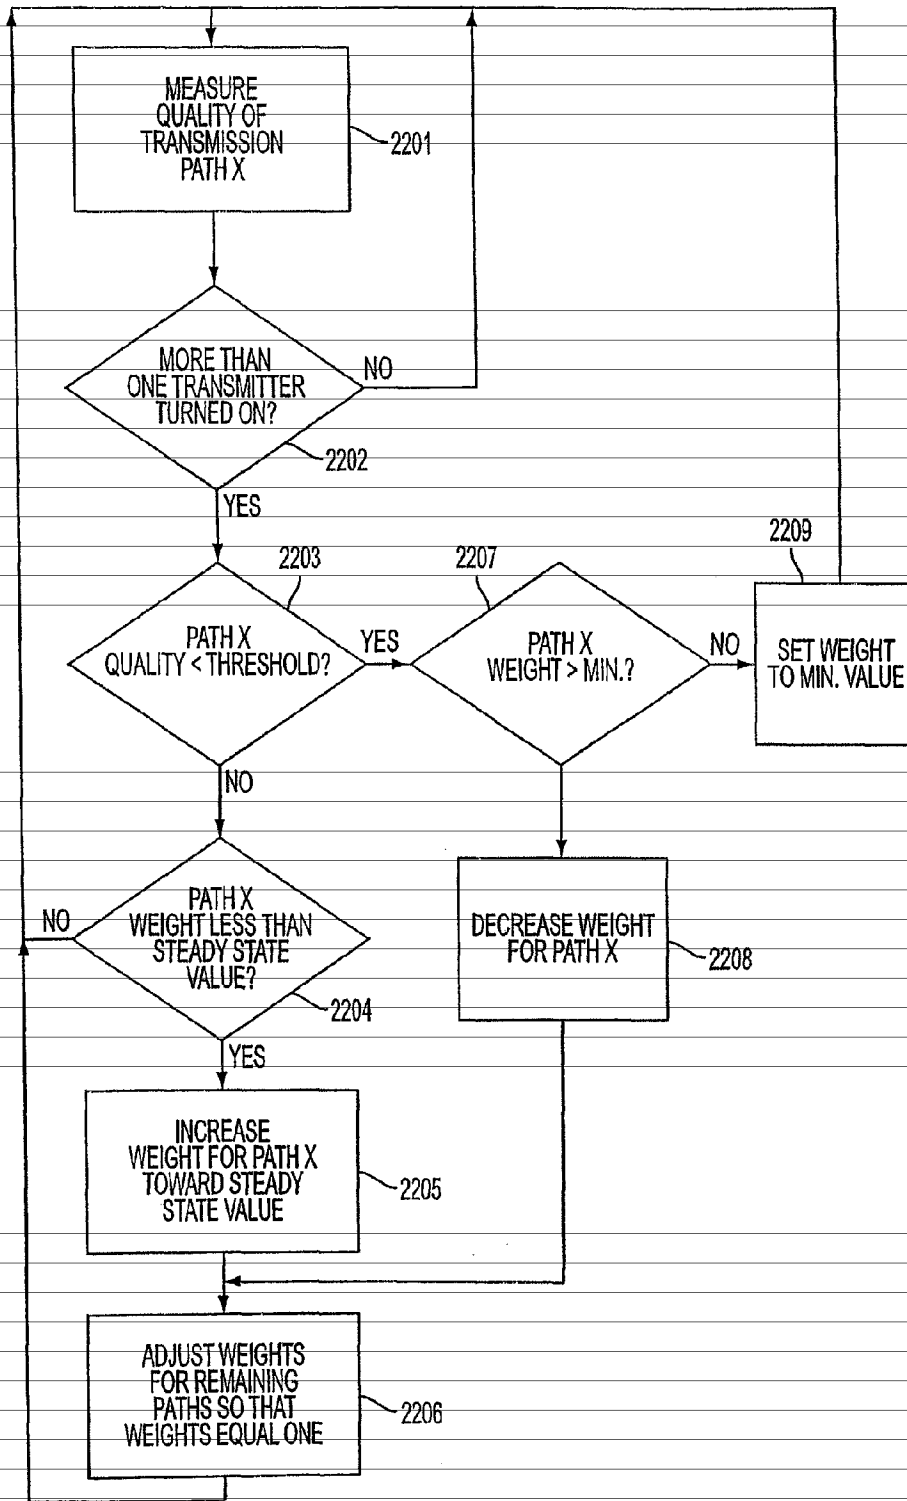 MEASURE
QUALITY OF
TRANSMISSION
PATH X
2201
MORE THAN
ONE TRANSMITTER
TURNED ON?
NO
2202
YES
2203
2207
2209
PATH X
QUALITY < THRESHOLD?
YES
PATH X
WEIGHT > MIN.?
NO
SET WEIGHT
TO MIN. VALUE
NO
PATH X
WEIGHT LESS THAN
STEADY STATE
VALUE?
NO
2204
DECREASE WEIGHT
FOR PATH X
2208
YES
INCREASE
WEIGHT FOR PATH X
TOWARD STEADY
STATE VALUE
2205
ADJUST WEIGHTS
FOR REMAINING
PATHS SO THAT
WEIGHTS EQUAL ONE
2206